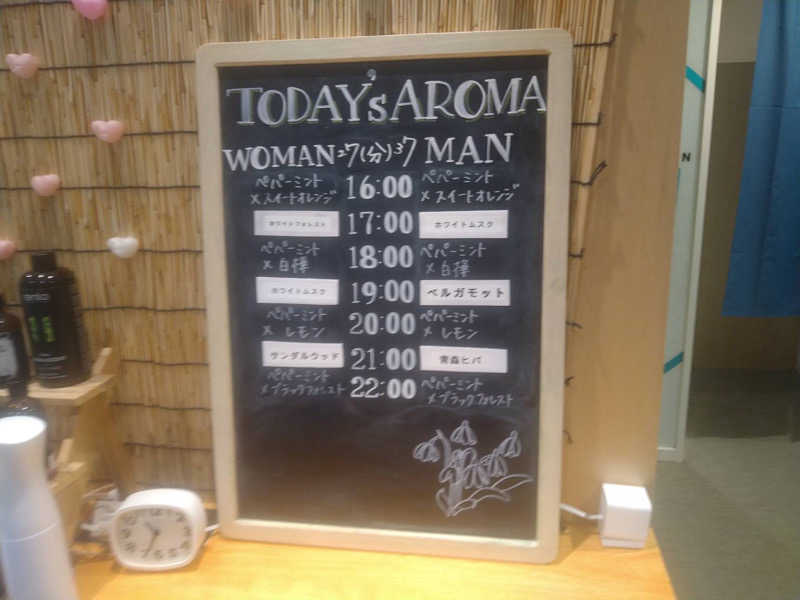 TODAY'S AROMA
WOMAN 27(分)37 MAN
ペパーミント ペパーミント
×スイートオレンジ 16:00 ×スイートオレンジ
ホワイトフォレスト 17:00 ホワイトムスク
ペパーミント ペパーミント
×白樺 18:00 ×白樺
ホワイトムスク 19:00 ベルガモット
ペパーミント ペパーミント
×レモン 20:00 ×レモン
サンダルウッド 21:00 青森ヒバ
ペパーミント ペパーミント
×ブラックフォレスト 22:00 ×ブラックフォレスト